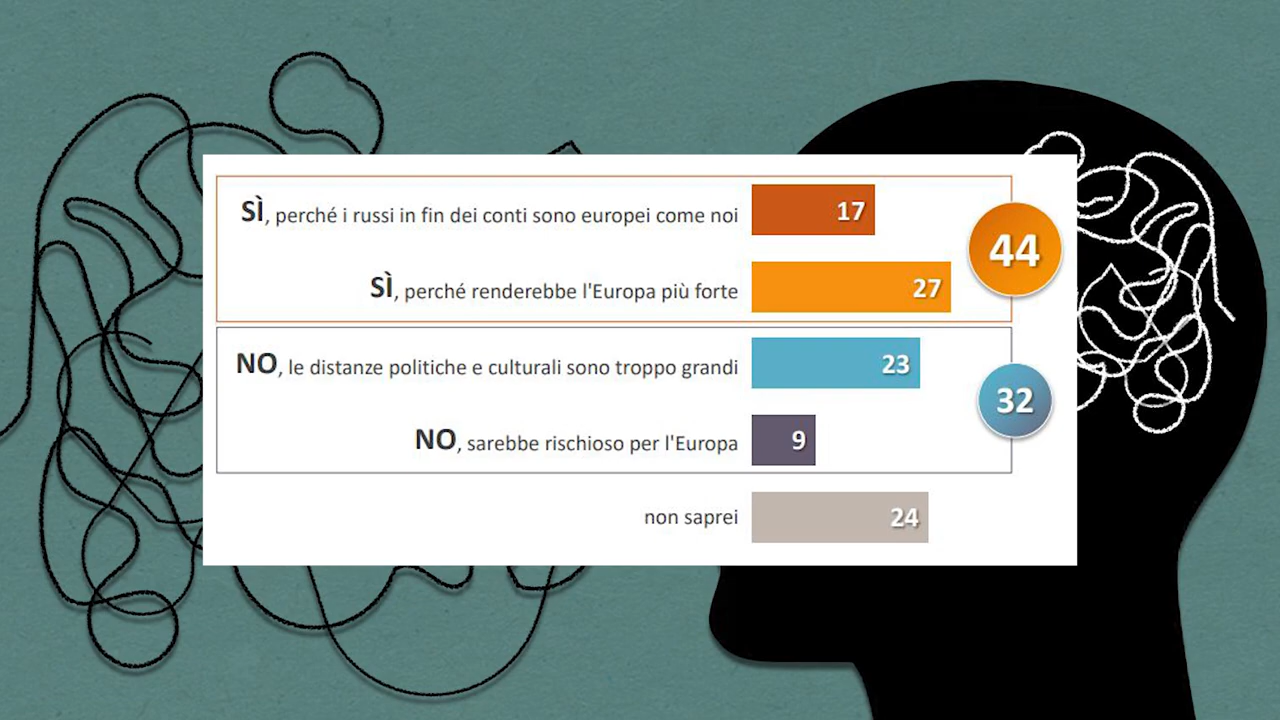 SÌ, perché i russi in fin dei conti sono europei come noi 17
44
SÌ, perché renderebbe l'Europa più forte 27
NO, le distanze politiche e culturali sono troppo grandi 23
32
NO, sarebbe rischioso per l'Europa 9
non saprei 24